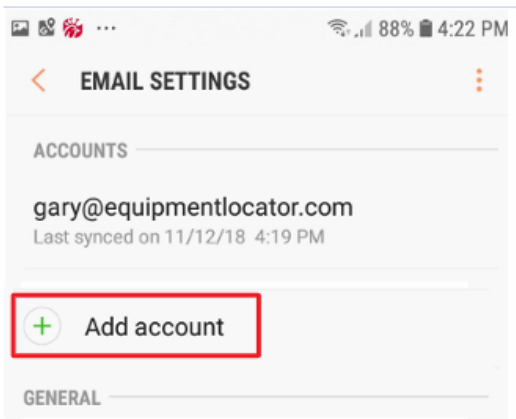 88% 4:22 PM
EMAIL SETTINGS
ACCOUNTS
gary@equipmentlocator.com
Last synced on 11/12/18 4:19 PM
Add account
GENERAL